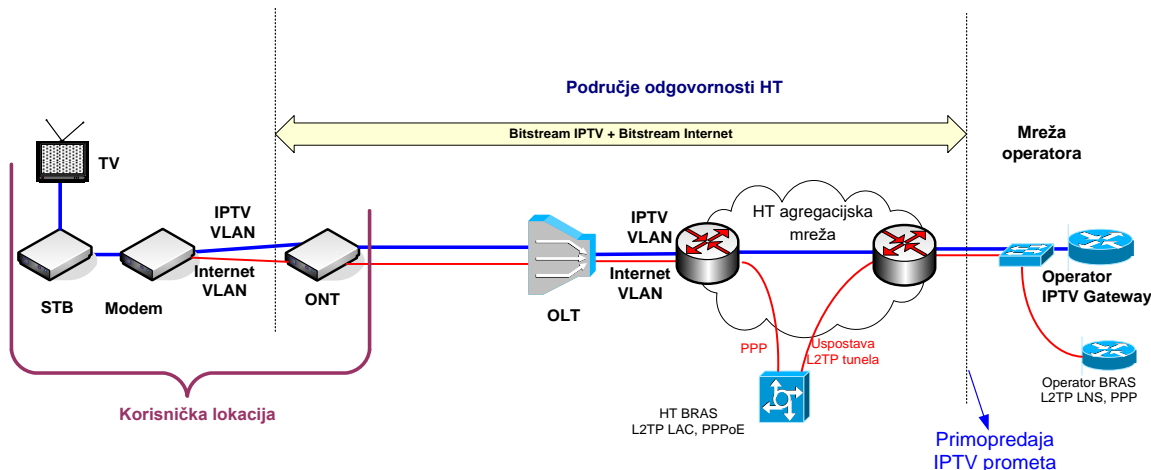 Područje odgovornosti HT
Bitstream IPTV + Bitstream Internet
Mreža
operatora
TV
IPTV
VLAN
Internet
VLAN
STB
Modem
ONT
OLT
IPTV
VLAN
Internet
VLAN
HT agregacijska
mreža
Operator
IPTV Gateway
PPP
Uspostava
L2TP tunela
HT BRAS
L2TP LAC, PPPoE
Operator BRAS
L2TP LNS, PPP
Korisnička lokacija
Primopredaja
IPTV prometa